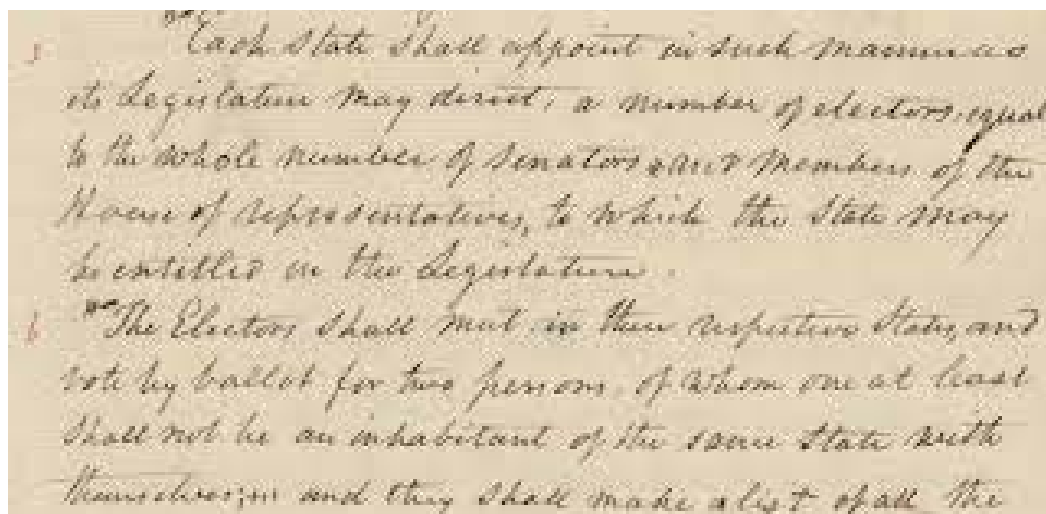 Each State shall appoint in such manner as
its Legislature may direct, a number of electors, equal
to the whole number of senators and members of the
House of representatives, to which the State may
be entitled in the Legislature.
The Electors shall meet in their respective States, and
vote by ballot for two persons, of whom one at least
shall not be an inhabitant of the same State with
themselves; and they shall make a list of all the